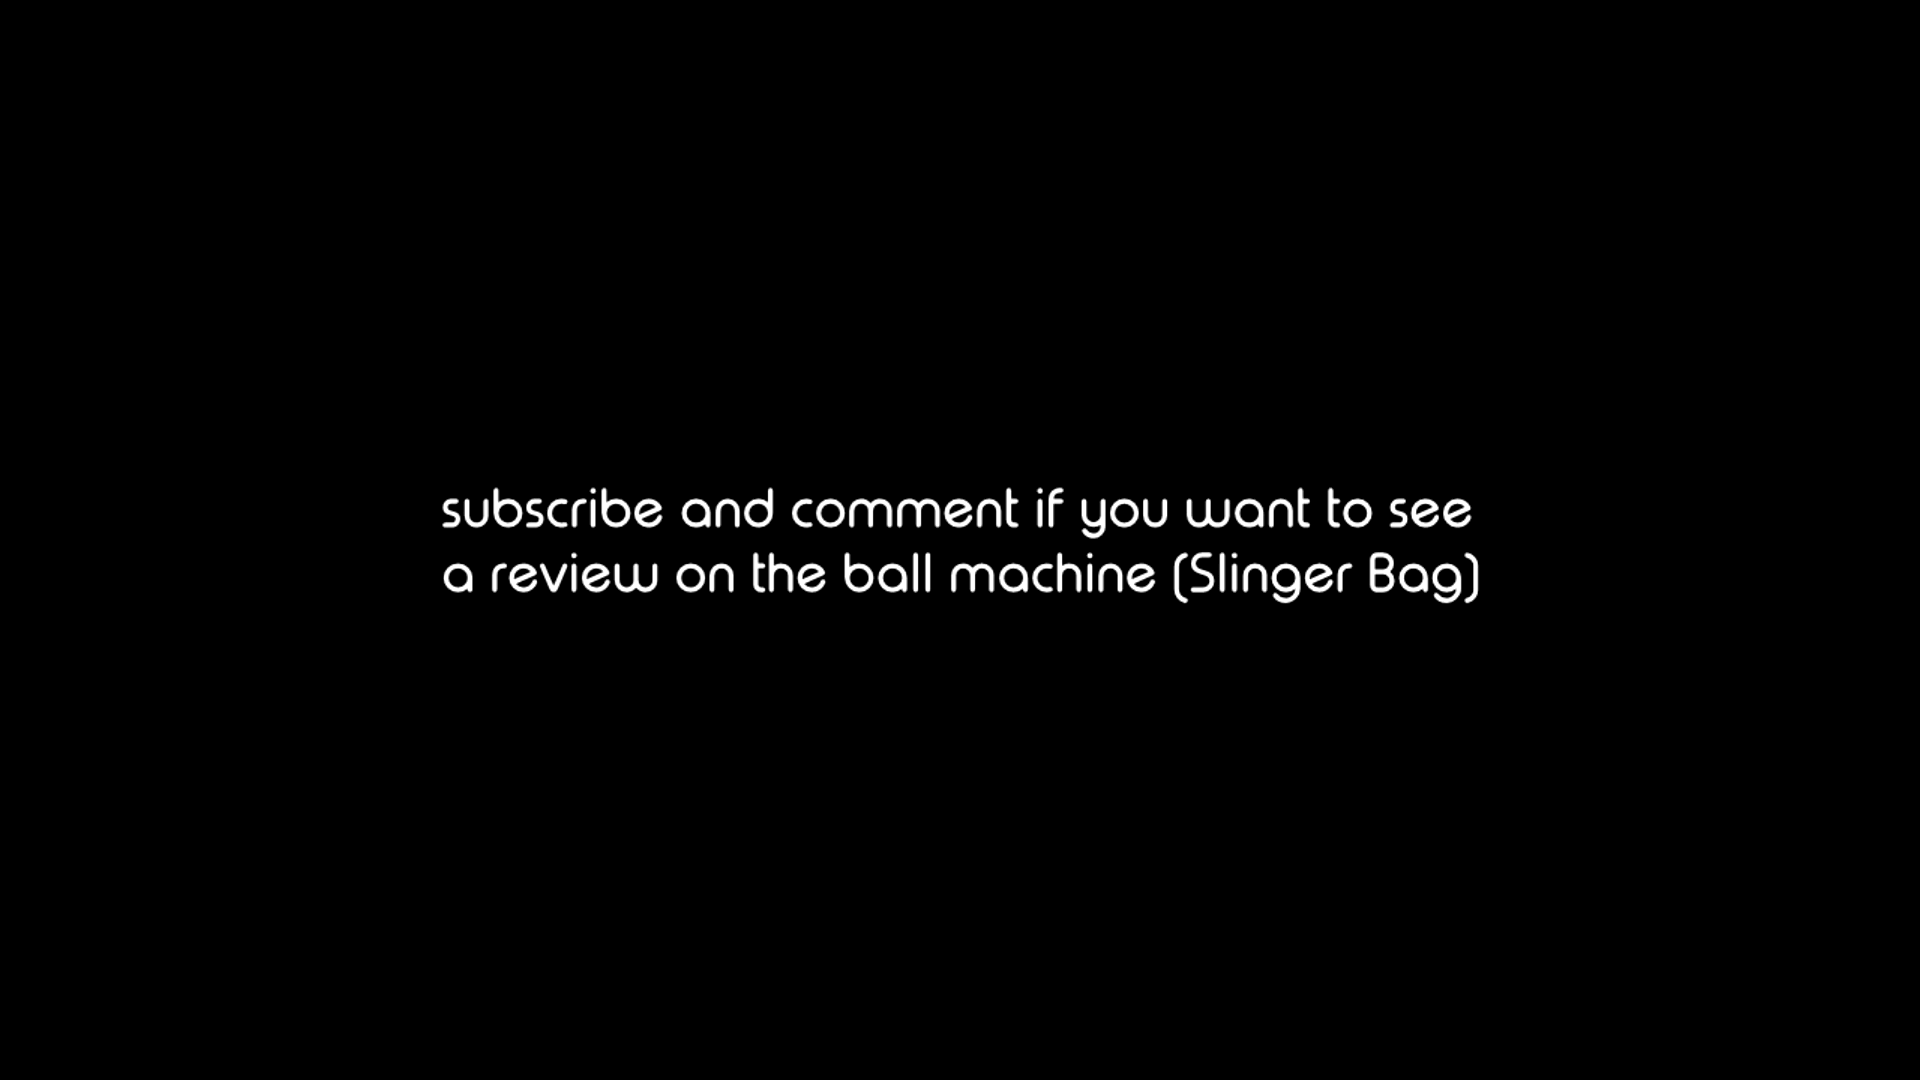 subscribe and comment if you want to see
a review on the ball machine (Slinger Bag)